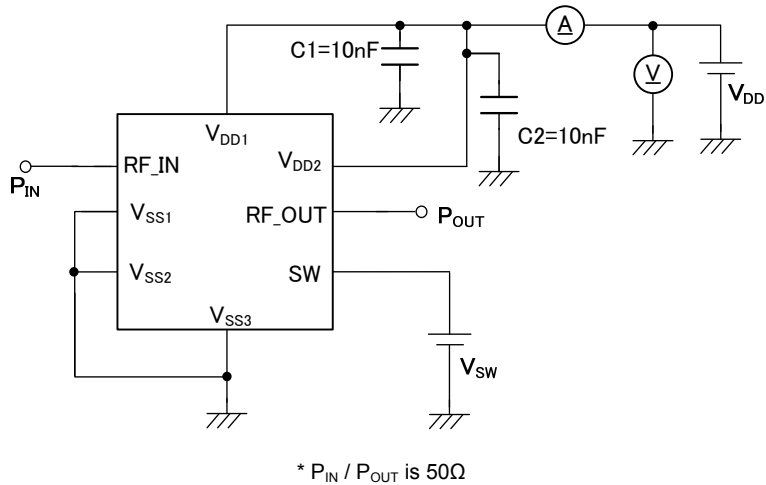 A
C1=10nF
V
VDD
C2=10nF
VDD1
RF_IN
VDD2
PIN
VSS1
RF_OUT
POUT
VSS2
SW
VSS3
VSW
* PIN / POUT is 50Ω